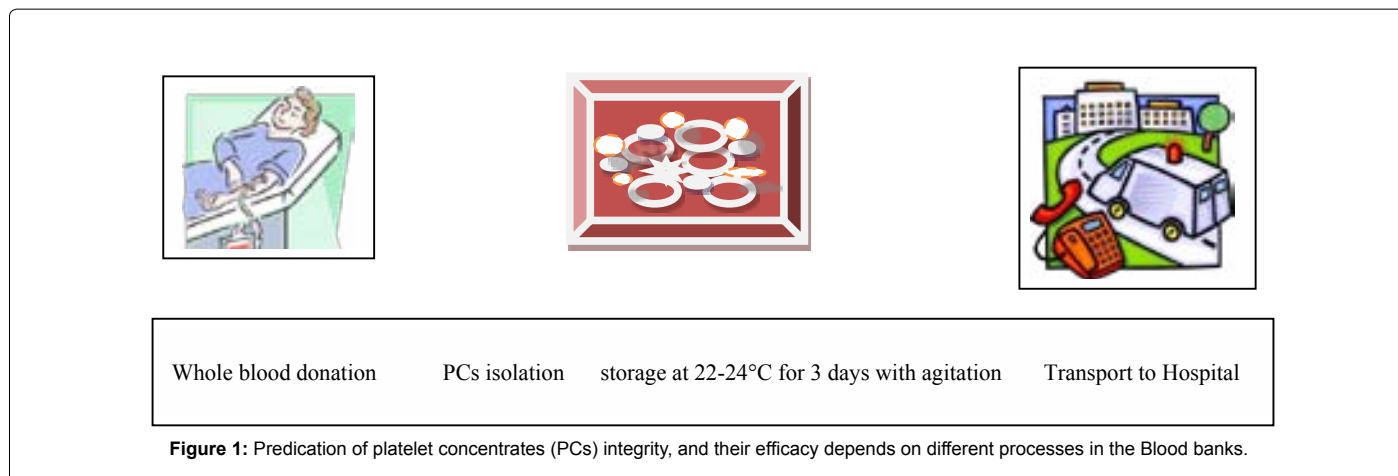 Whole blood donation PCs isolation storage at 22-24°C for 3 days with agitation Transport to Hospital
Figure 1: Predication of platelet concentrates (PCs) integrity, and their efficacy depends on different processes in the Blood banks.